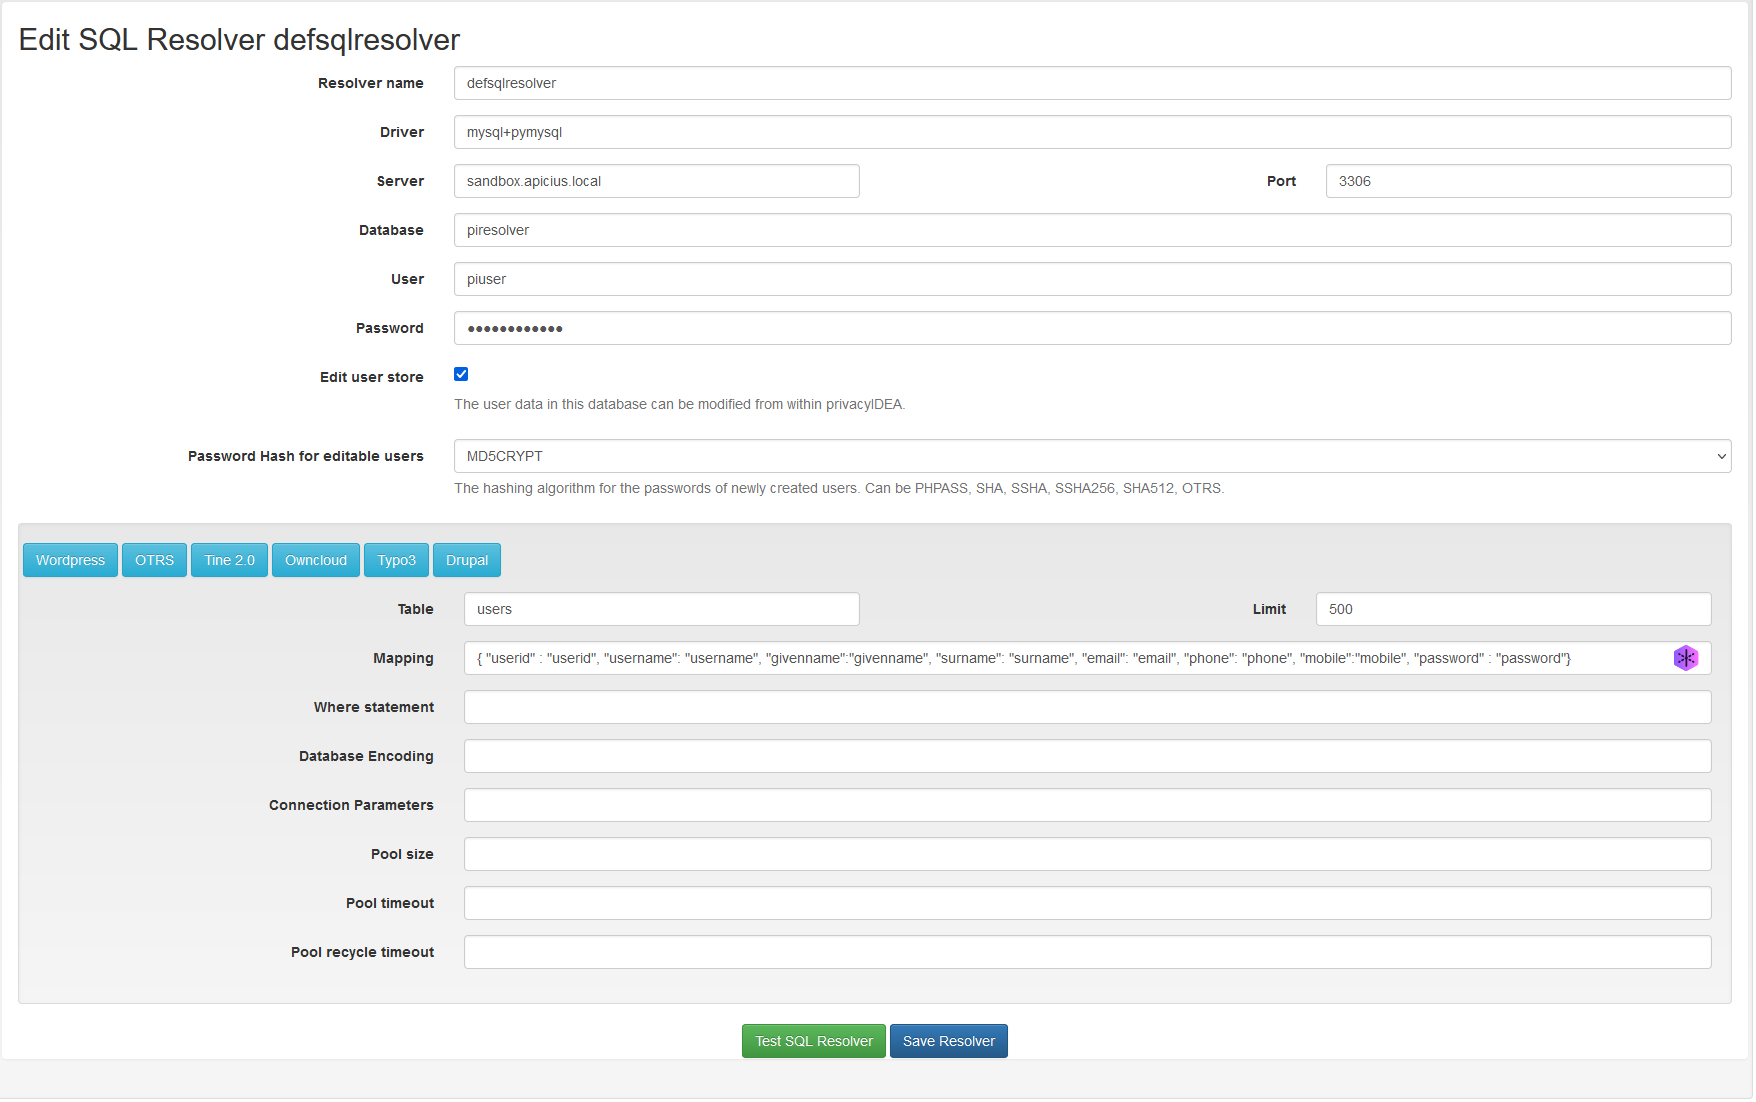 Edit SQL Resolver defsqlresolver
Resolver name defsqlresolver
Driver mysql+pymysql
Server sandbox.apicius.local Port 3306
Database piresolver
User piuser
Password ••••••••••••
Edit user store
The user data in this database can be modified from within privacyIDEA.
Password Hash for editable users MD5CRYPT
The hashing algorithm for the passwords of newly created users. Can be PHPASS, SHA, SSHA, SSHA256, SHA512, OTRS.
Wordpress OTRS Tine 2.0 Owncloud Typo3 Drupal
Table users Limit 500
Mapping { "userid" : "userid", "username": "username", "givenname":"givenname", "surname": "surname", "email": "email", "phone": "phone", "mobile":"mobile", "password" : "password"}
Where statement
Database Encoding
Connection Parameters
Pool size
Pool timeout
Pool recycle timeout
Test SQL Resolver Save Resolver